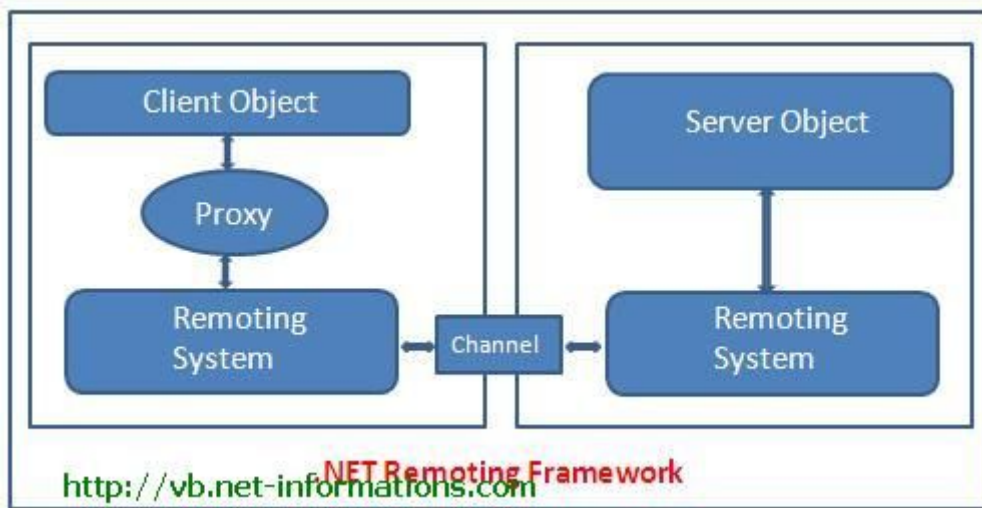 Client Object
Proxy
Remoting
System
Channel
Server Object
Remoting
System
.NET Remoting Framework
http://vb.net-informations.com